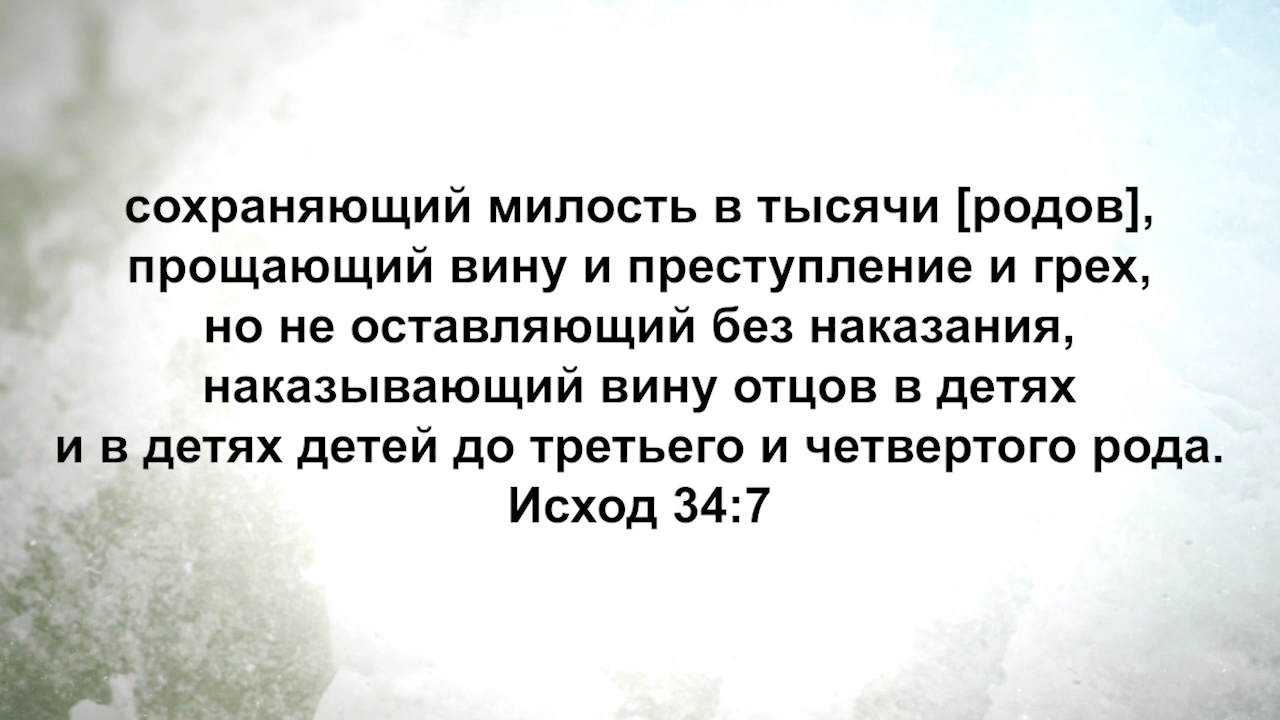 сохраняющий милость в тысячи [родов],
прощающий вину и преступление и грех,
но не оставляющий без наказания,
наказывающий вину отцов в детях
и в детях детей до третьего и четвертого рода.
Исход 34:7